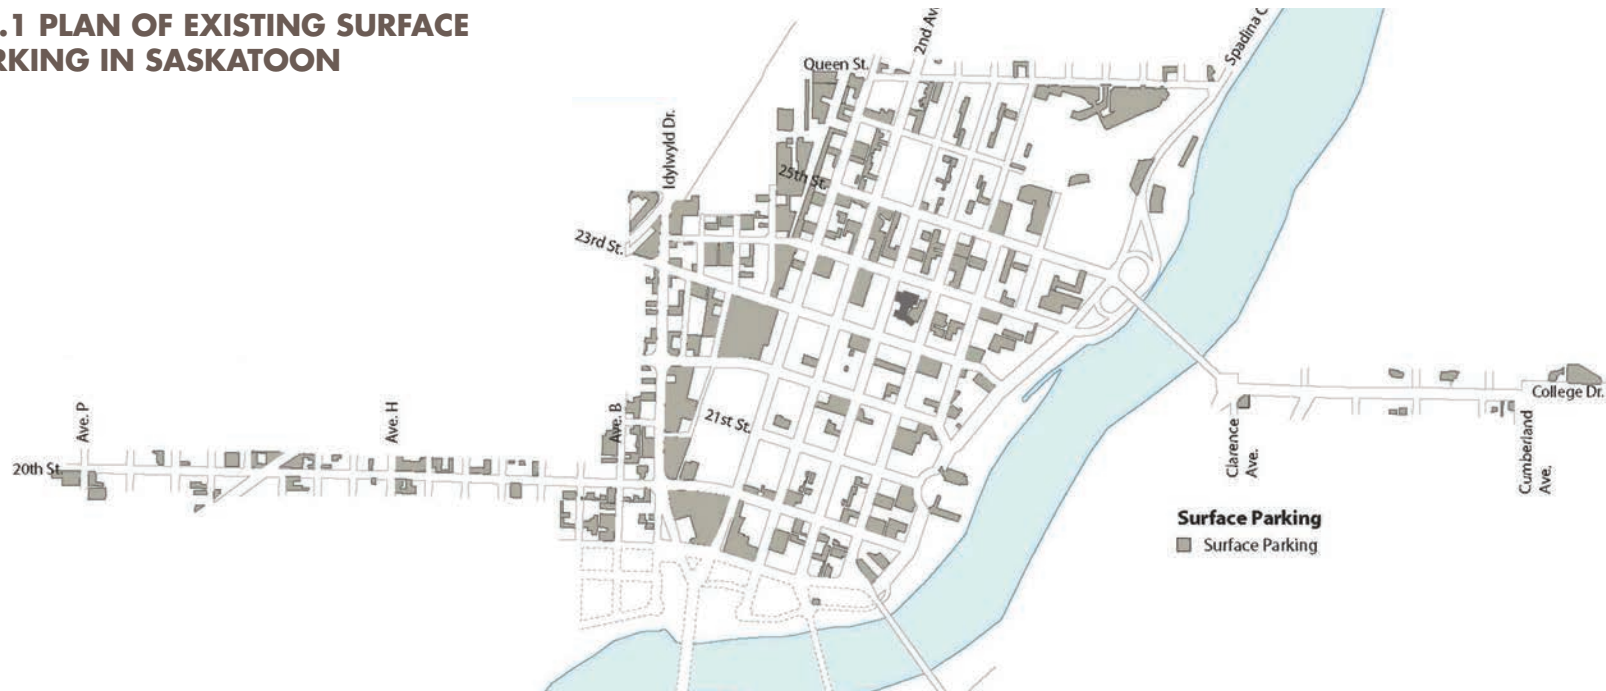 .1 PLAN OF EXISTING SURFACE
RKING IN SASKATOON
Queen St.
2nd Av
Spadina C
Idylwyld Dr.
25th St.
23rd St.
21st St.
Ave. P
Ave. H
Ave. B
20th St.
College Dr.
Clarence
Ave.
Cumberland
Ave.
Surface Parking
Surface Parking